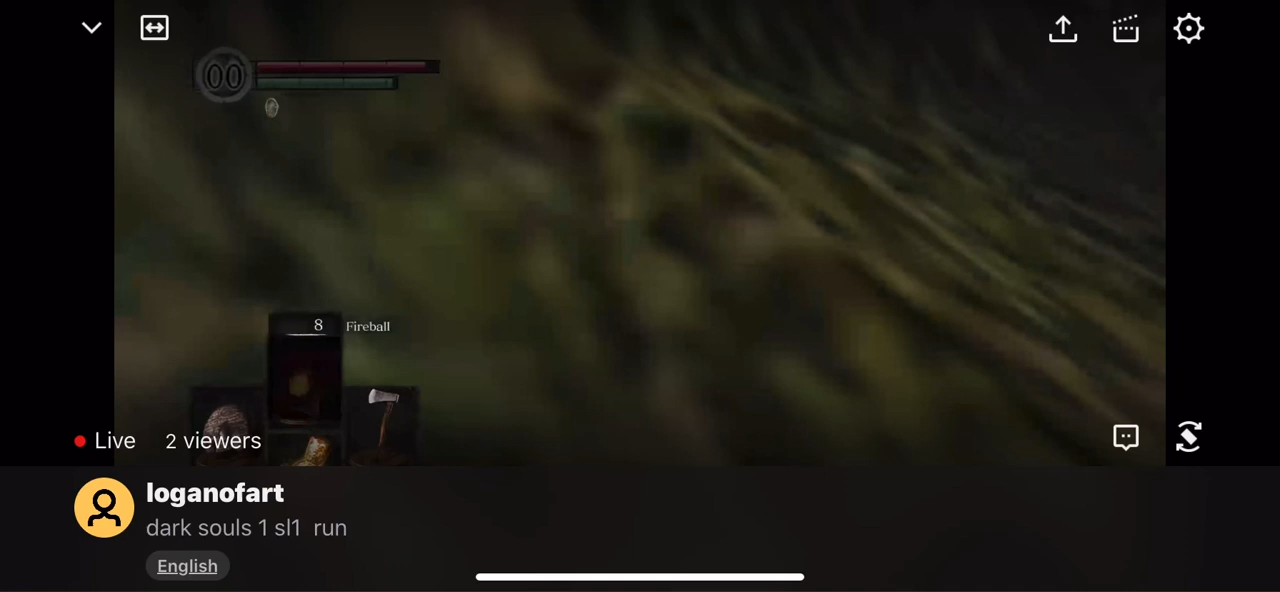 00
8 Fireball
Live 2 viewers
loganofart
dark souls 1 sl1 run
English